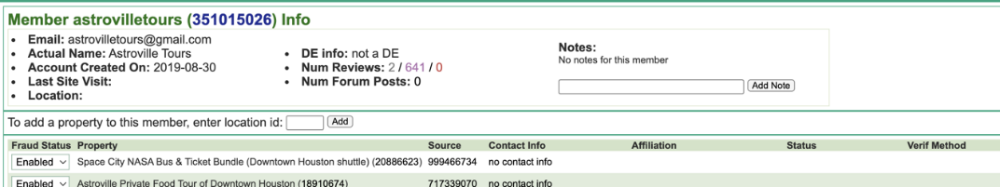 Member astrovilletours (351015026) Info
• Email: astrovilletours@gmail.com
• Actual Name: Astroville Tours
• Account Created On: 2019-08-30
• Last Site Visit:
• Location:
• DE info: not a DE
• Num Reviews: 2 / 641 / 0
• Num Forum Posts: 0
Notes:
No notes for this member
Add Note
To add a property to this member, enter location id: Add
Fraud Status Property Source Contact Info Affiliation Status Verif Method
Enabled Space City NASA Bus & Ticket Bundle (Downtown Houston shuttle) (20886623) 999466734 no contact info
Enabled Astroville Private Food Tour of Downtown Houston (18910674) 717339070 no contact info